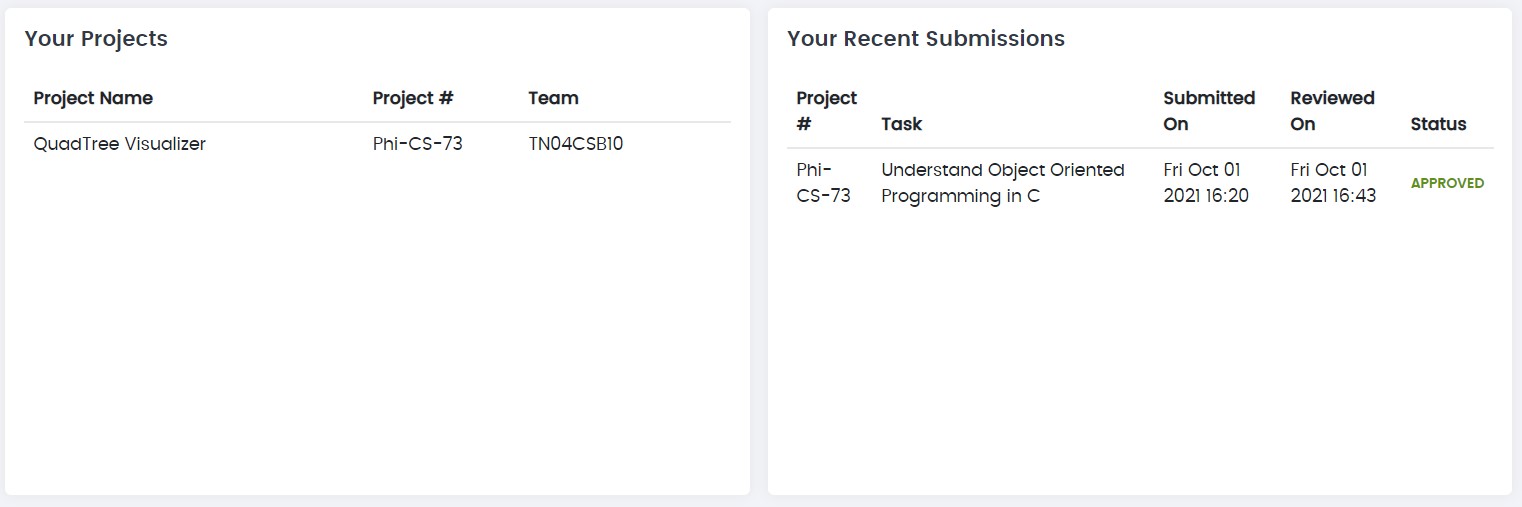 Your Projects
Project Name Project # Team
QuadTree Visualizer Phi-CS-73 TN04CSB10
Your Recent Submissions
Project Submitted Reviewed
# Task On On Status
Phi- Understand Object Oriented Fri Oct 01 Fri Oct 01
CS-73 Programming in C 2021 16:20 2021 16:43 APPROVED